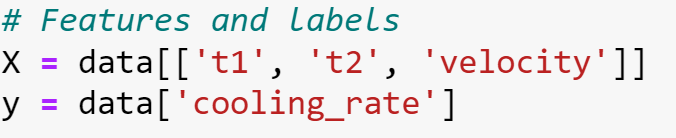 # Features and labels
X = data[['t1', 't2', 'velocity']]
y = data['cooling_rate']